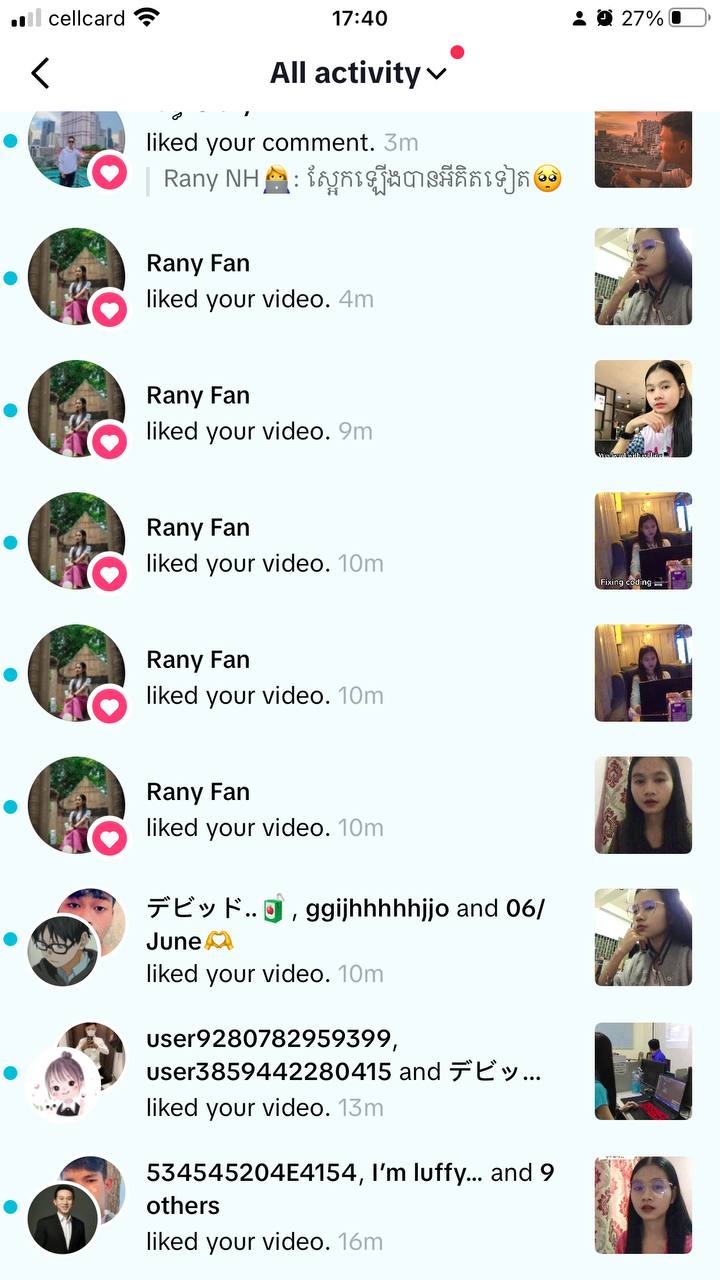 cellcard 17:40 27%
All activity
liked your comment. 3m
Rany NH👩‍💻: ស្អែកឡើងបានអីគិតទៀត🥺
Rany Fan
liked your video. 4m
Rany Fan
liked your video. 9m
Rany Fan
liked your video. 10m
Fixing coding 💻
Rany Fan
liked your video. 10m
Rany Fan
liked your video. 10m
デビッド..🧃, ggijhhhhhjjo and 06/
June🫶
liked your video. 10m
user9280782959399,
user3859442280415 and デビッ...
liked your video. 13m
534545204E4154, I’m luffy... and 9
others
liked your video. 16m